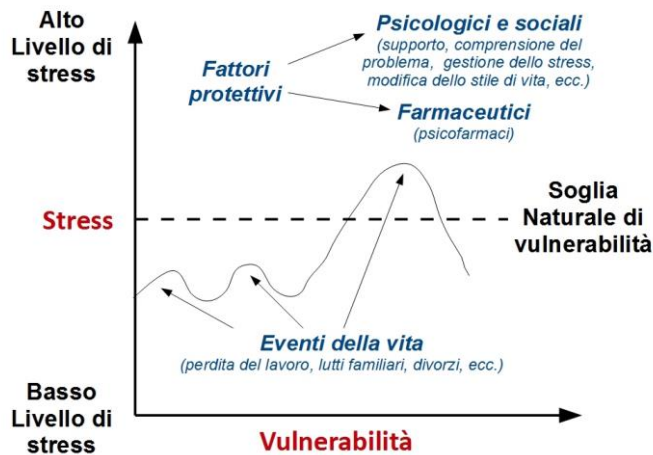 Alto
Livello di
stress
Psicologici e sociali
(supporto, comprensione del
problema, gestione dello stress,
modifica dello stile di vita, ecc.)
Fattori
protettivi
Farmaceutici
(psicofarmaci)
Stress
Soglia
Naturale di
vulnerabilità
Eventi della vita
(perdita del lavoro, lutti familiari, divorzi, ecc.)
Basso
Livello di
stress
Vulnerabilità